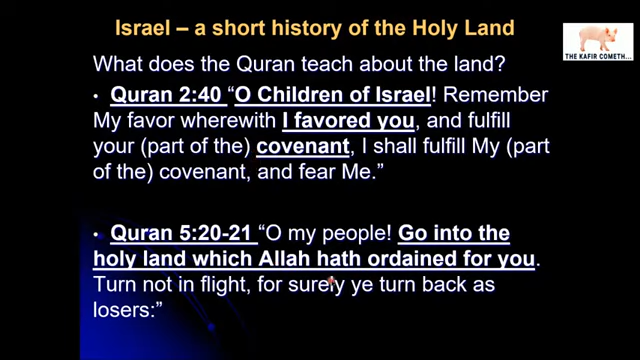 Israel – a short history of the Holy Land
THE KAFIR COMETH...
What does the Quran teach about the land?
• Quran 2:40 “O Children of Israel! Remember
My favor wherewith I favored you, and fulfill
your (part of the) covenant, I shall fulfill My (part
of the) covenant, and fear Me.”
• Quran 5:20-21 “O my people! Go into the
holy land which Allah hath ordained for you.
Turn not in flight, for surely ye turn back as
losers:”